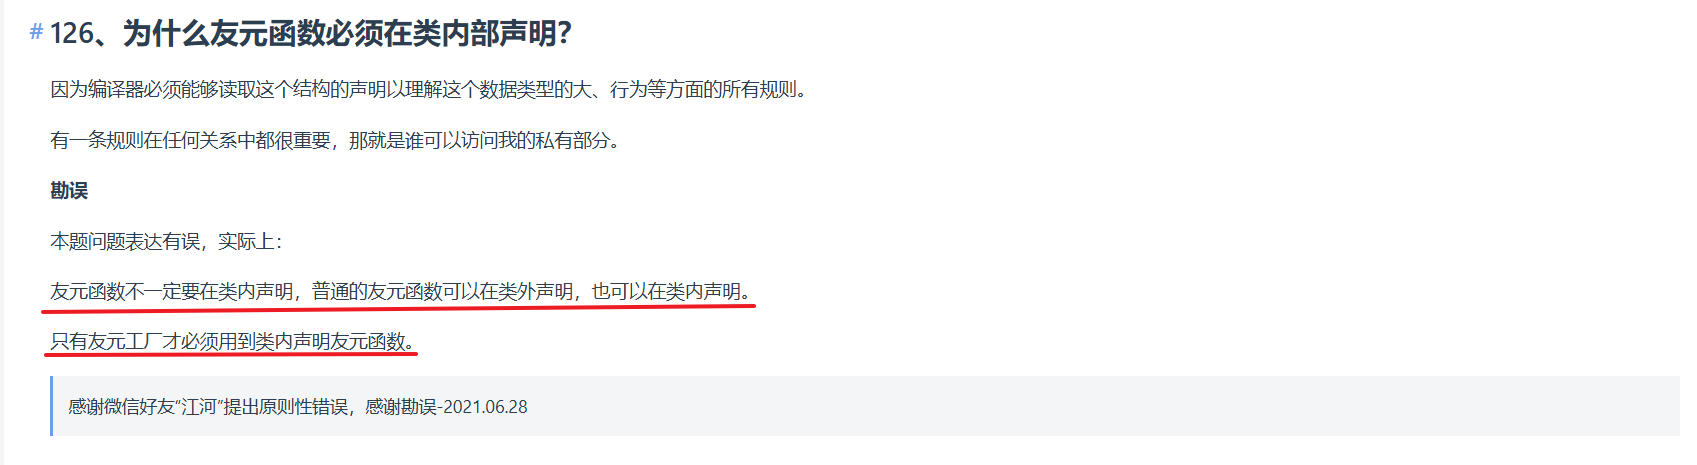 # 126、为什么友元函数必须在类内部声明？
因为编译器必须能够读取这个结构的声明以理解这个数据类型的大、行为等方面的所有规则。
有一条规则在任何关系中都很重要，那就是谁可以访问我的私有部分。
勘误
本题问题表达有误，实际上：
友元函数不一定要在类内声明，普通的友元函数可以在类外声明，也可以在类内声明。
只有友元工厂才必须用到类内声明友元函数。
感谢微信好友“江河”提出原则性错误，感谢勘误-2021.06.28